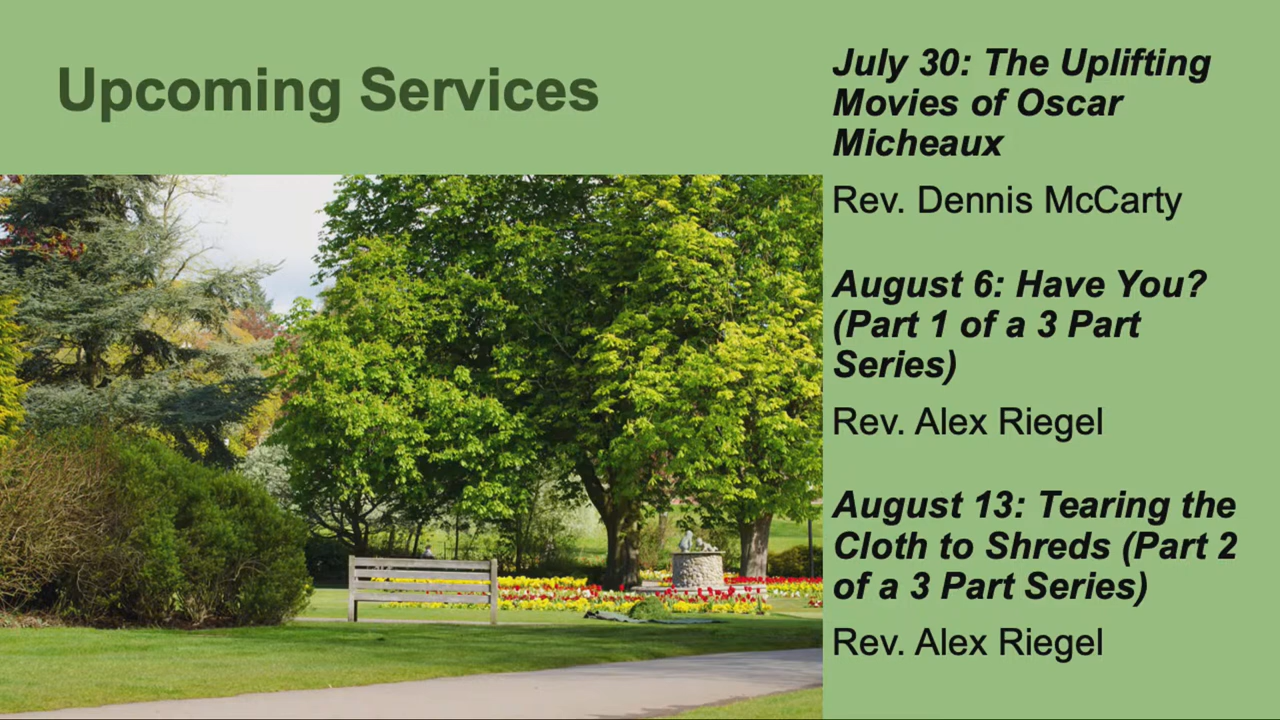 Upcoming Services
July 30: The Uplifting
Movies of Oscar
Micheaux
Rev. Dennis McCarty
August 6: Have You?
(Part 1 of a 3 Part
Series)
Rev. Alex Riegel
August 13: Tearing the
Cloth to Shreds (Part 2
of a 3 Part Series)
Rev. Alex Riegel